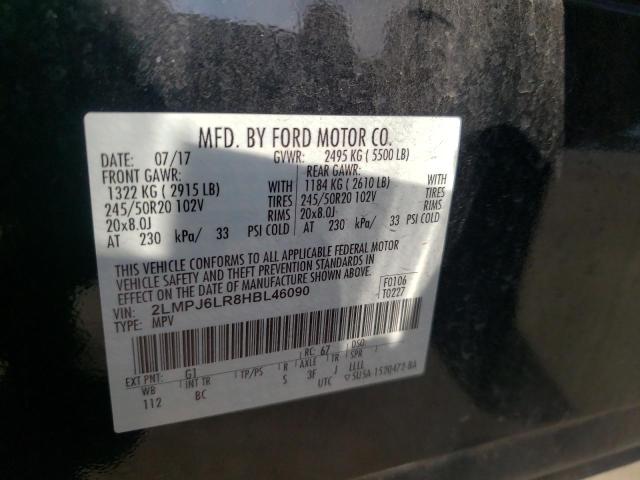 MFD. BY FORD MOTOR CO.
DATE: 07/17 GVWR: 2495 KG ( 5500 LB)
FRONT GAWR: REAR GAWR:
1322 KG ( 2915 LB) 1184 KG ( 2610 LB)
245/50R20 102V TIRES 245/50R20 102V TIRES
20x8.0J RIMS 20x8.0J RIMS
AT 230 kPa/ 33 PSI COLD AT 230 kPa/ 33 PSI COLD
THIS VEHICLE CONFORMS TO ALL APPLICABLE FEDERAL MOTOR
VEHICLE SAFETY AND THEFT PREVENTION STANDARDS IN
EFFECT ON THE DATE OF MANUFACTURE SHOWN ABOVE.
VIN: 2LMPJ6LR8HBL46090 F0106
TYPE: MPV T0227
EXT PNT: G1 RC: 67 DSO:
WB INT TR TP/PS R AXLE TR SPR
112 BC S 3F J LLLL
UTC 5U5A-1520472-BA